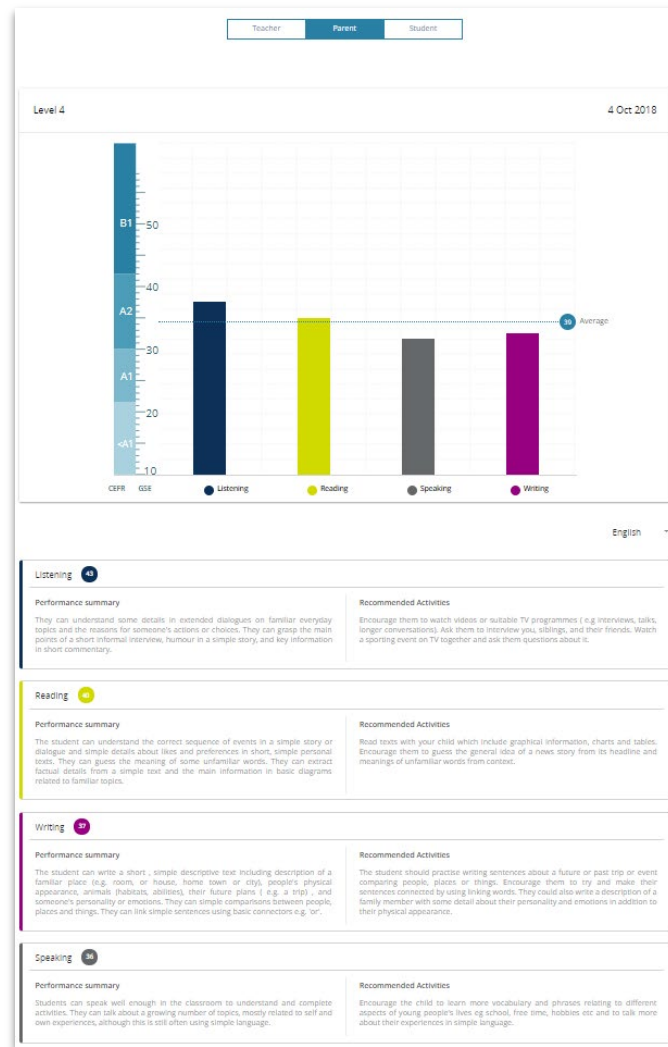 Teacher Parent Student
Level 4 4 Oct 2018
B1
A2
A1
<A1
50
40
30
20
10
39 Average
CEFR GSE Listening Reading Speaking Writing
English
Listening 43
Performance summary
They can understand some details in extended dialogues on familiar everyday
topics and the reasons for someone's actions or choices. They can grasp the main
points of a short informal interview, humour in a simple story, and key information
in short commentary.
Recommended Activities
Encourage them to watch videos or suitable TV programmes ( e.g interviews, talks,
longer conversations). Ask them to interview you, siblings, and their friends. Watch
a sporting event on TV together and ask them questions about it.
Reading 40
Performance summary
The student can understand the correct sequence of events in a simple story or
dialogue and simple details about likes and preferences in short, simple personal
texts. They can guess the meaning of some unfamiliar words. They can extract
factual details from a simple text and the main information in basic diagrams
related to familiar topics.
Recommended Activities
Read texts with your child which include graphical information, charts and tables.
Encourage them to guess the general idea of a news story from its headline and
meanings of unfamiliar words from context.
Writing 37
Performance summary
The student can write a short , simple descriptive text including description of a
familiar place (e.g. room, or house, home town or city), people's physical
appearance, animals (habitats, abilities), their future plans ( e.g. a trip) , and
someone's personality or emotions. They can simple comparisons between people,
places and things. They can link simple sentences using basic connectors e.g. 'or'.
Recommended Activities
The student should practise writing sentences about a future or past trip or event
comparing people, places or things. Encourage them to try and make their
sentences connected by using linking words. They could also write a description of a
family member with some detail about their personality and emotions in addition to
their physical appearance.
Speaking 36
Performance summary
Students can speak well enough in the classroom to understand and complete
activities. They can talk about a growing number of topics, mostly related to self and
own experiences, although this is still often using simple language.
Recommended Activities
Encourage the child to learn more vocabulary and phrases relating to different
aspects of young people's lives eg school, free time, hobbies etc and to talk more
about their experiences in simple language.